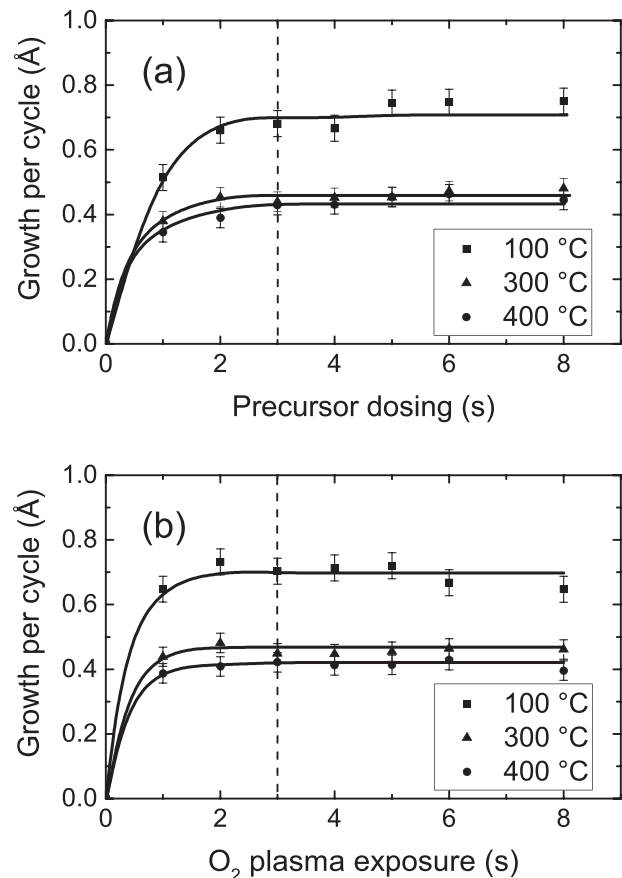 (a)
Growth per cycle (Å)
1.0
0.8
0.6
0.4
0.2
0.0
100 °C
300 °C
400 °C
0 2 4 6 8
Precursor dosing (s)
(b)
Growth per cycle (Å)
1.0
0.8
0.6
0.4
0.2
0.0
100 °C
300 °C
400 °C
0 2 4 6 8
O₂ plasma exposure (s)